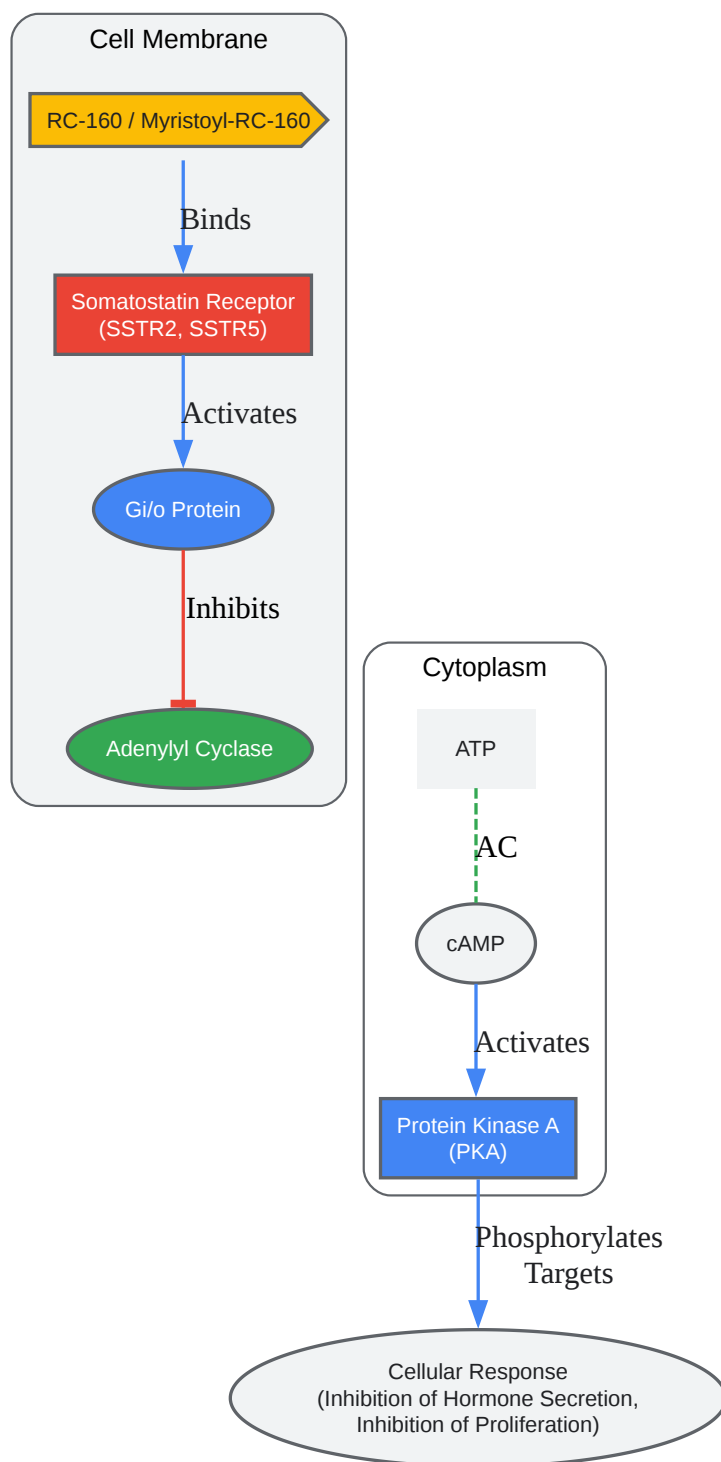 Cell Membrane
RC-160 / Myristoyl-RC-160
Binds
Somatostatin Receptor
(SSTR2, SSTR5)
Activates
Gi/o Protein
Inhibits
Adenylyl Cyclase
Cytoplasm
ATP
AC
cAMP
Activates
Protein Kinase A
(PKA)
Phosphorylates
Targets
Cellular Response
(Inhibition of Hormone Secretion,
Inhibition of Proliferation)